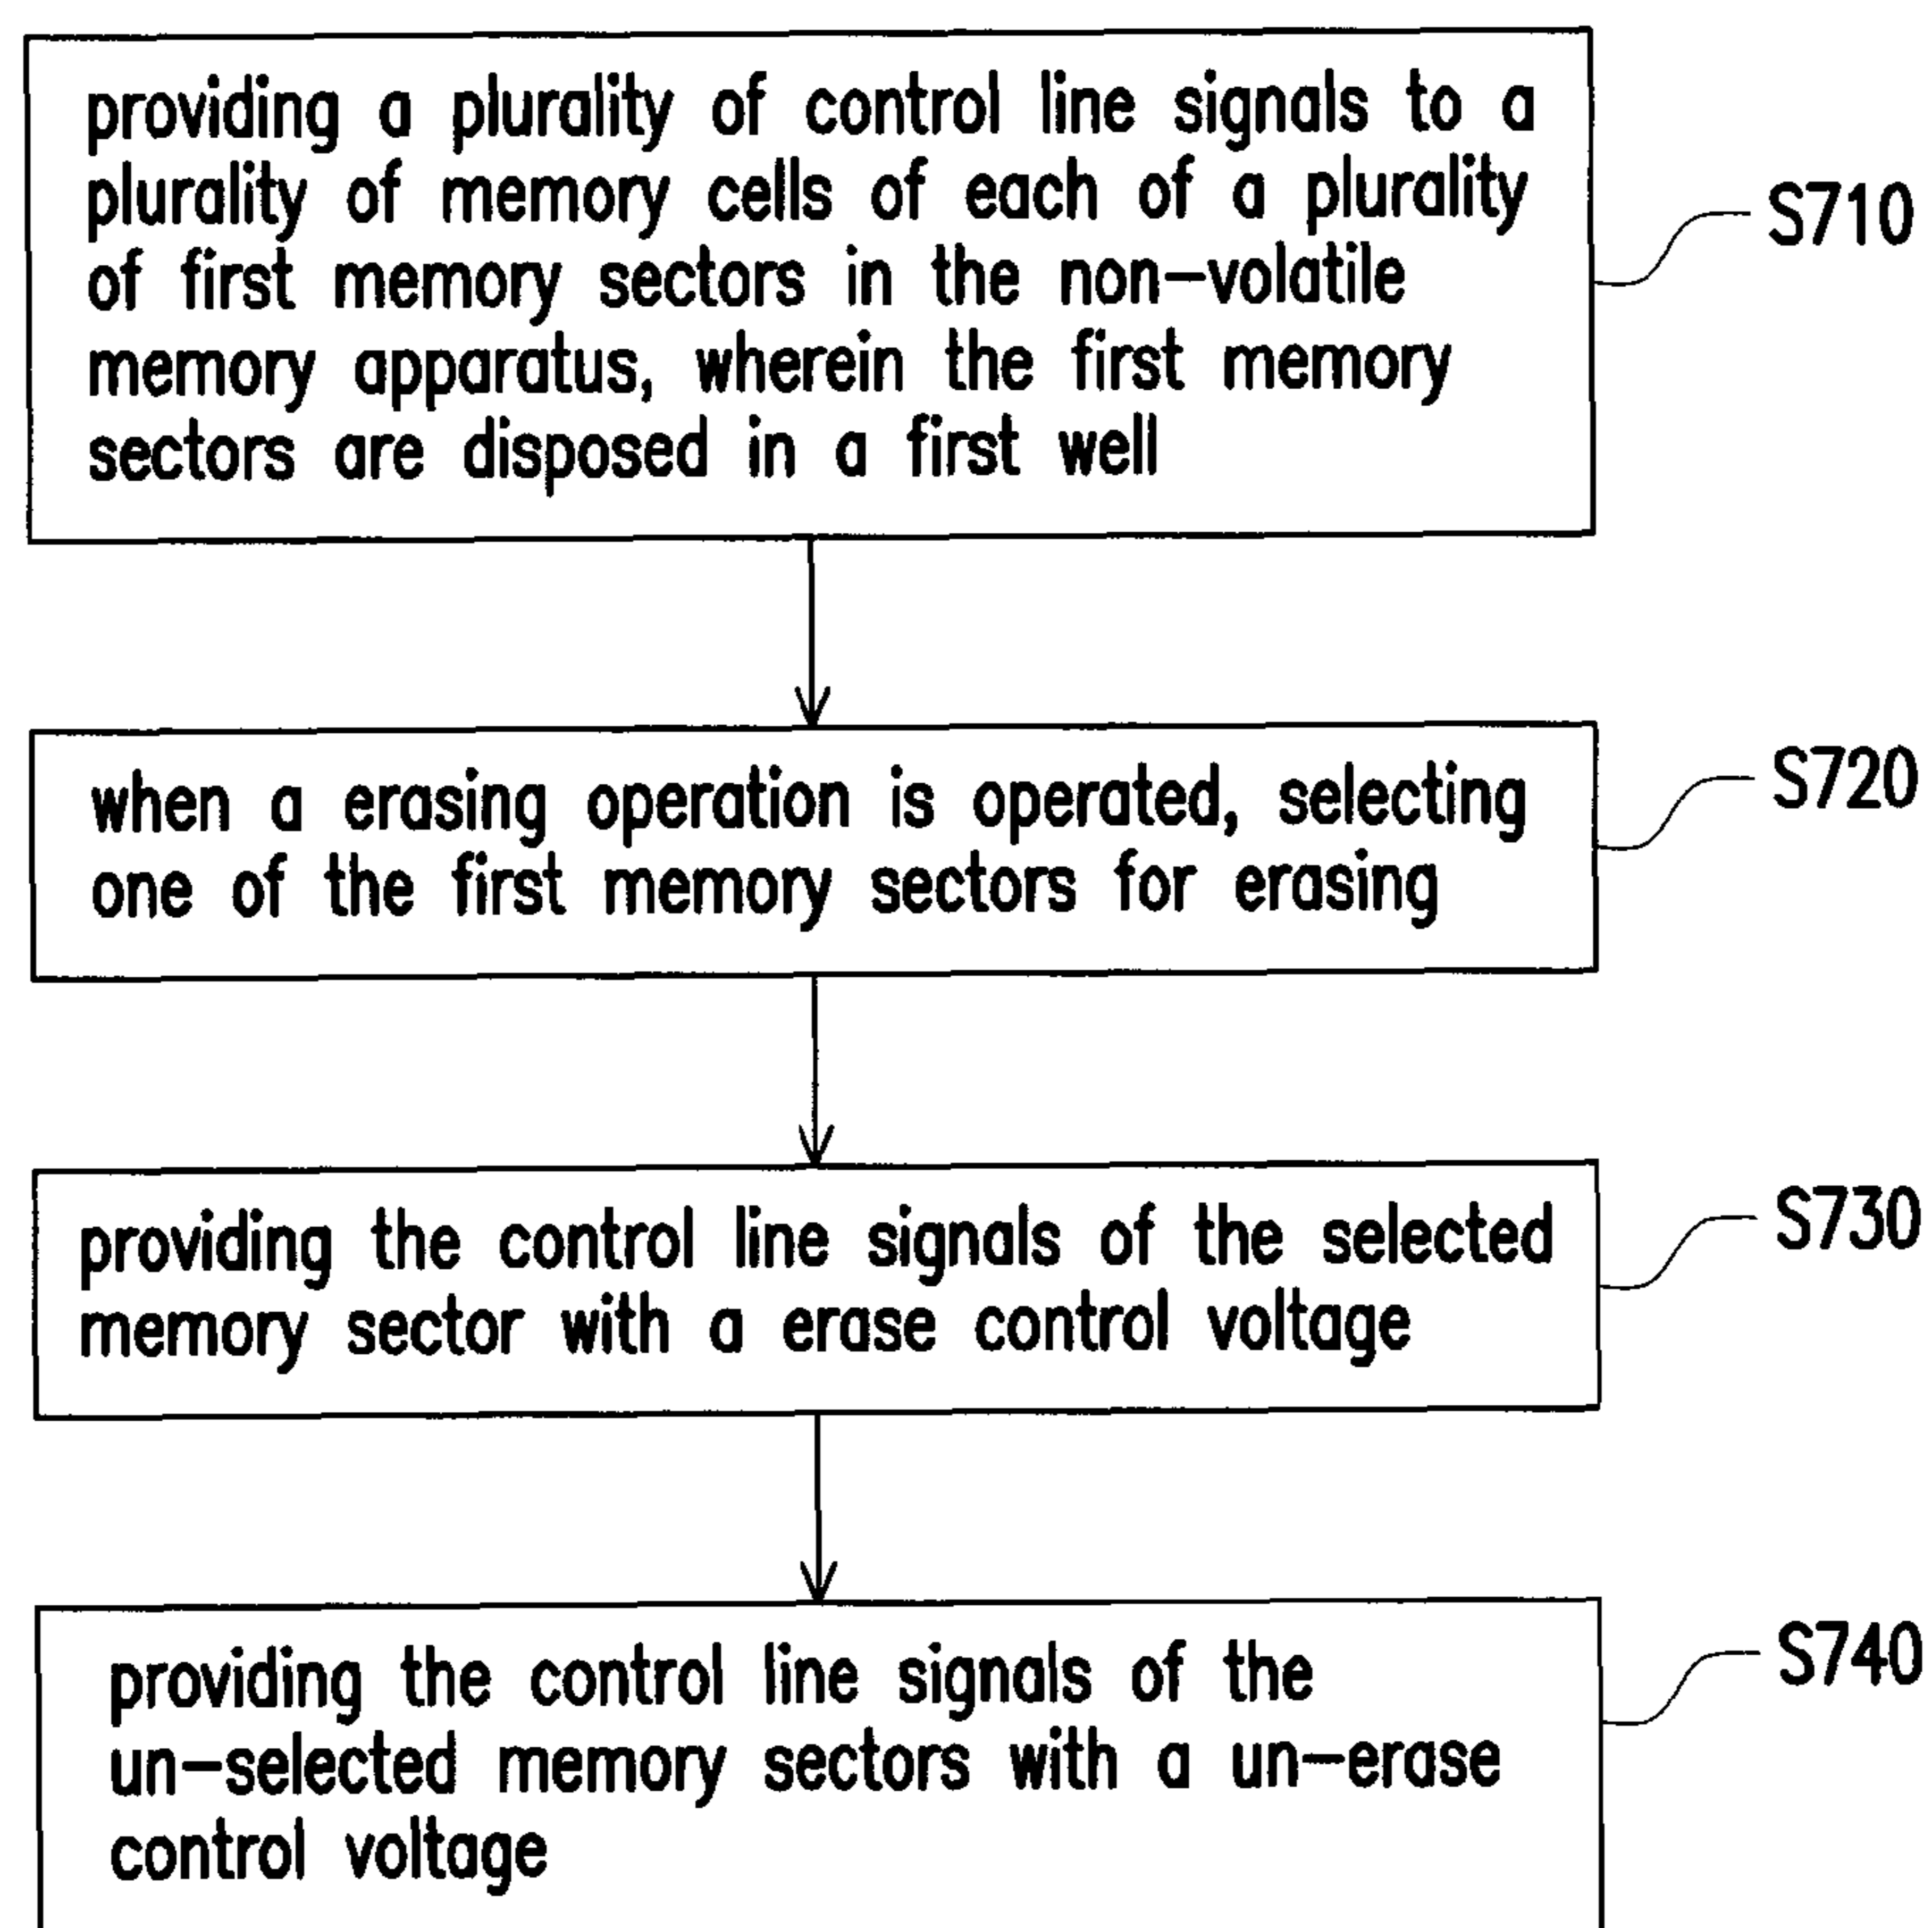 providing a plurality of control line signals to a
plurality of memory cells of each of a plurality
of first memory sectors in the non-volatile
memory apparatus, wherein the first memory
sectors are disposed in a first well
S710
when a erasing operation is operated, selecting
one of the first memory sectors for erasing
S720
providing the control line signals of the selected
memory sector with a erase control voltage
S730
providing the control line signals of the
un-selected memory sectors with a un-erase
control voltage
S740